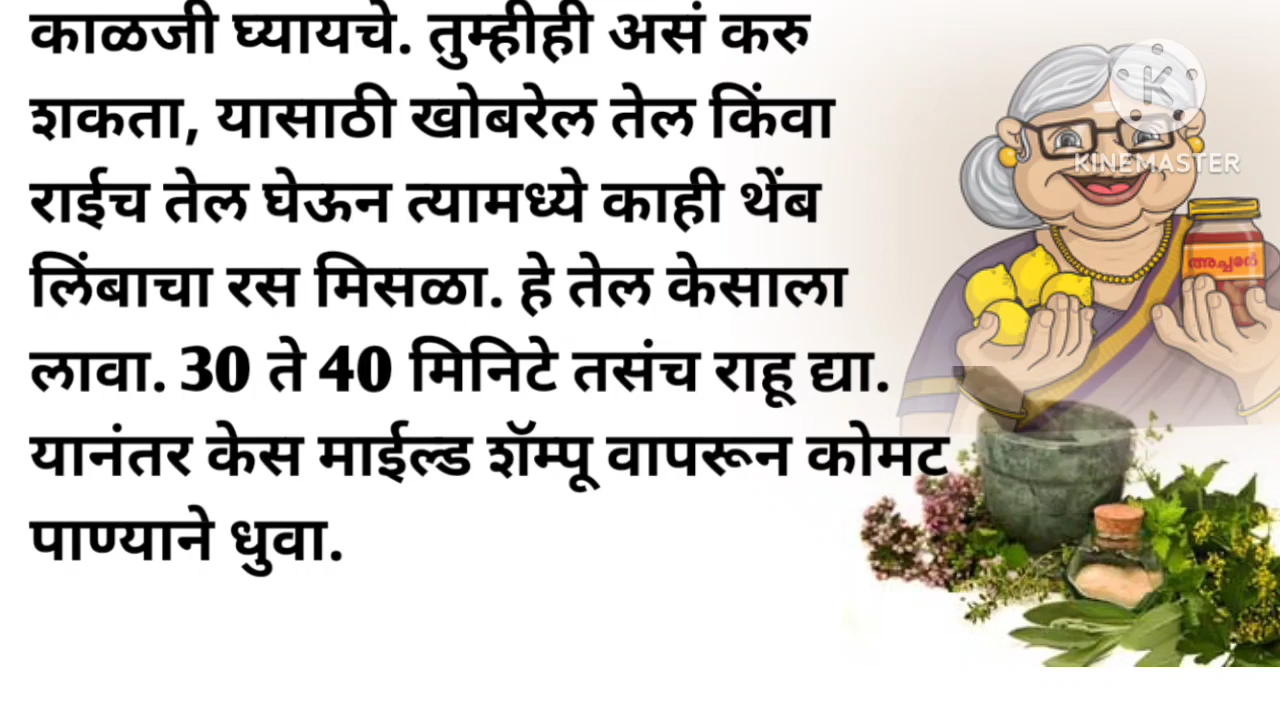 काळजी घ्यायचे. तुम्हीही असं करु
शकता, यासाठी खोबरेल तेल किंवा
राईच तेल घेऊन त्यामध्ये काही थेंब
लिंबाचा रस मिसळा. हे तेल केसाला
लावा. 30 ते 40 मिनिटे तसंच राहू द्या.
यानंतर केस माईल्ड शॅम्पू वापरून कोमट
पाण्याने धुवा.
K
KINEMASTER